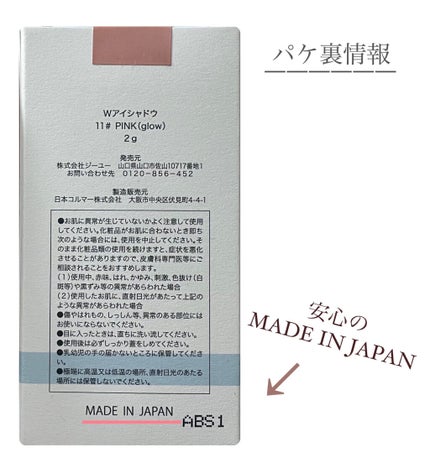 パケ裏情報
Wアイシャドウ
11# PINK(glow)
2g
発売元
株式会社ジーユー 山口県山口市佐山10717番地1
お問い合わせ先 0120-856-452
製造販売元
日本コルマー株式会社 大阪市中央区伏見町4-4-1
●お肌に異常が生じていないかよく注意して使用
してください。化粧品がお肌に合わないとき即ち
次のような場合には、使用を中止してください。そ
のまま化粧品類の使用を続けますと、症状を悪化
させることがありますので、皮膚科専門医等にご
相談されることをおすすめします。
(1)使用中、赤味、はれ、かゆみ、刺激、色抜け(白
斑等)や黒ずみ等の異常があらわれた場合
(2)使用したお肌に、直射日光があたって上記のよ
うな異常があらわれた場合
●傷やはれもの、しっしん等、異常のある部位には
お使いにならないでください。
●目に入ったときは、直ちに洗い流してください。
●使用後は必ずしっかり蓋をしめてください。
●乳幼児の手の届かないところに保管してくださ
い。
●極端に高温又は低温の場所、直射日光のあたる
場所には保管しないでください。
MADE IN JAPAN
ABS1
安心の
MADE IN JAPAN